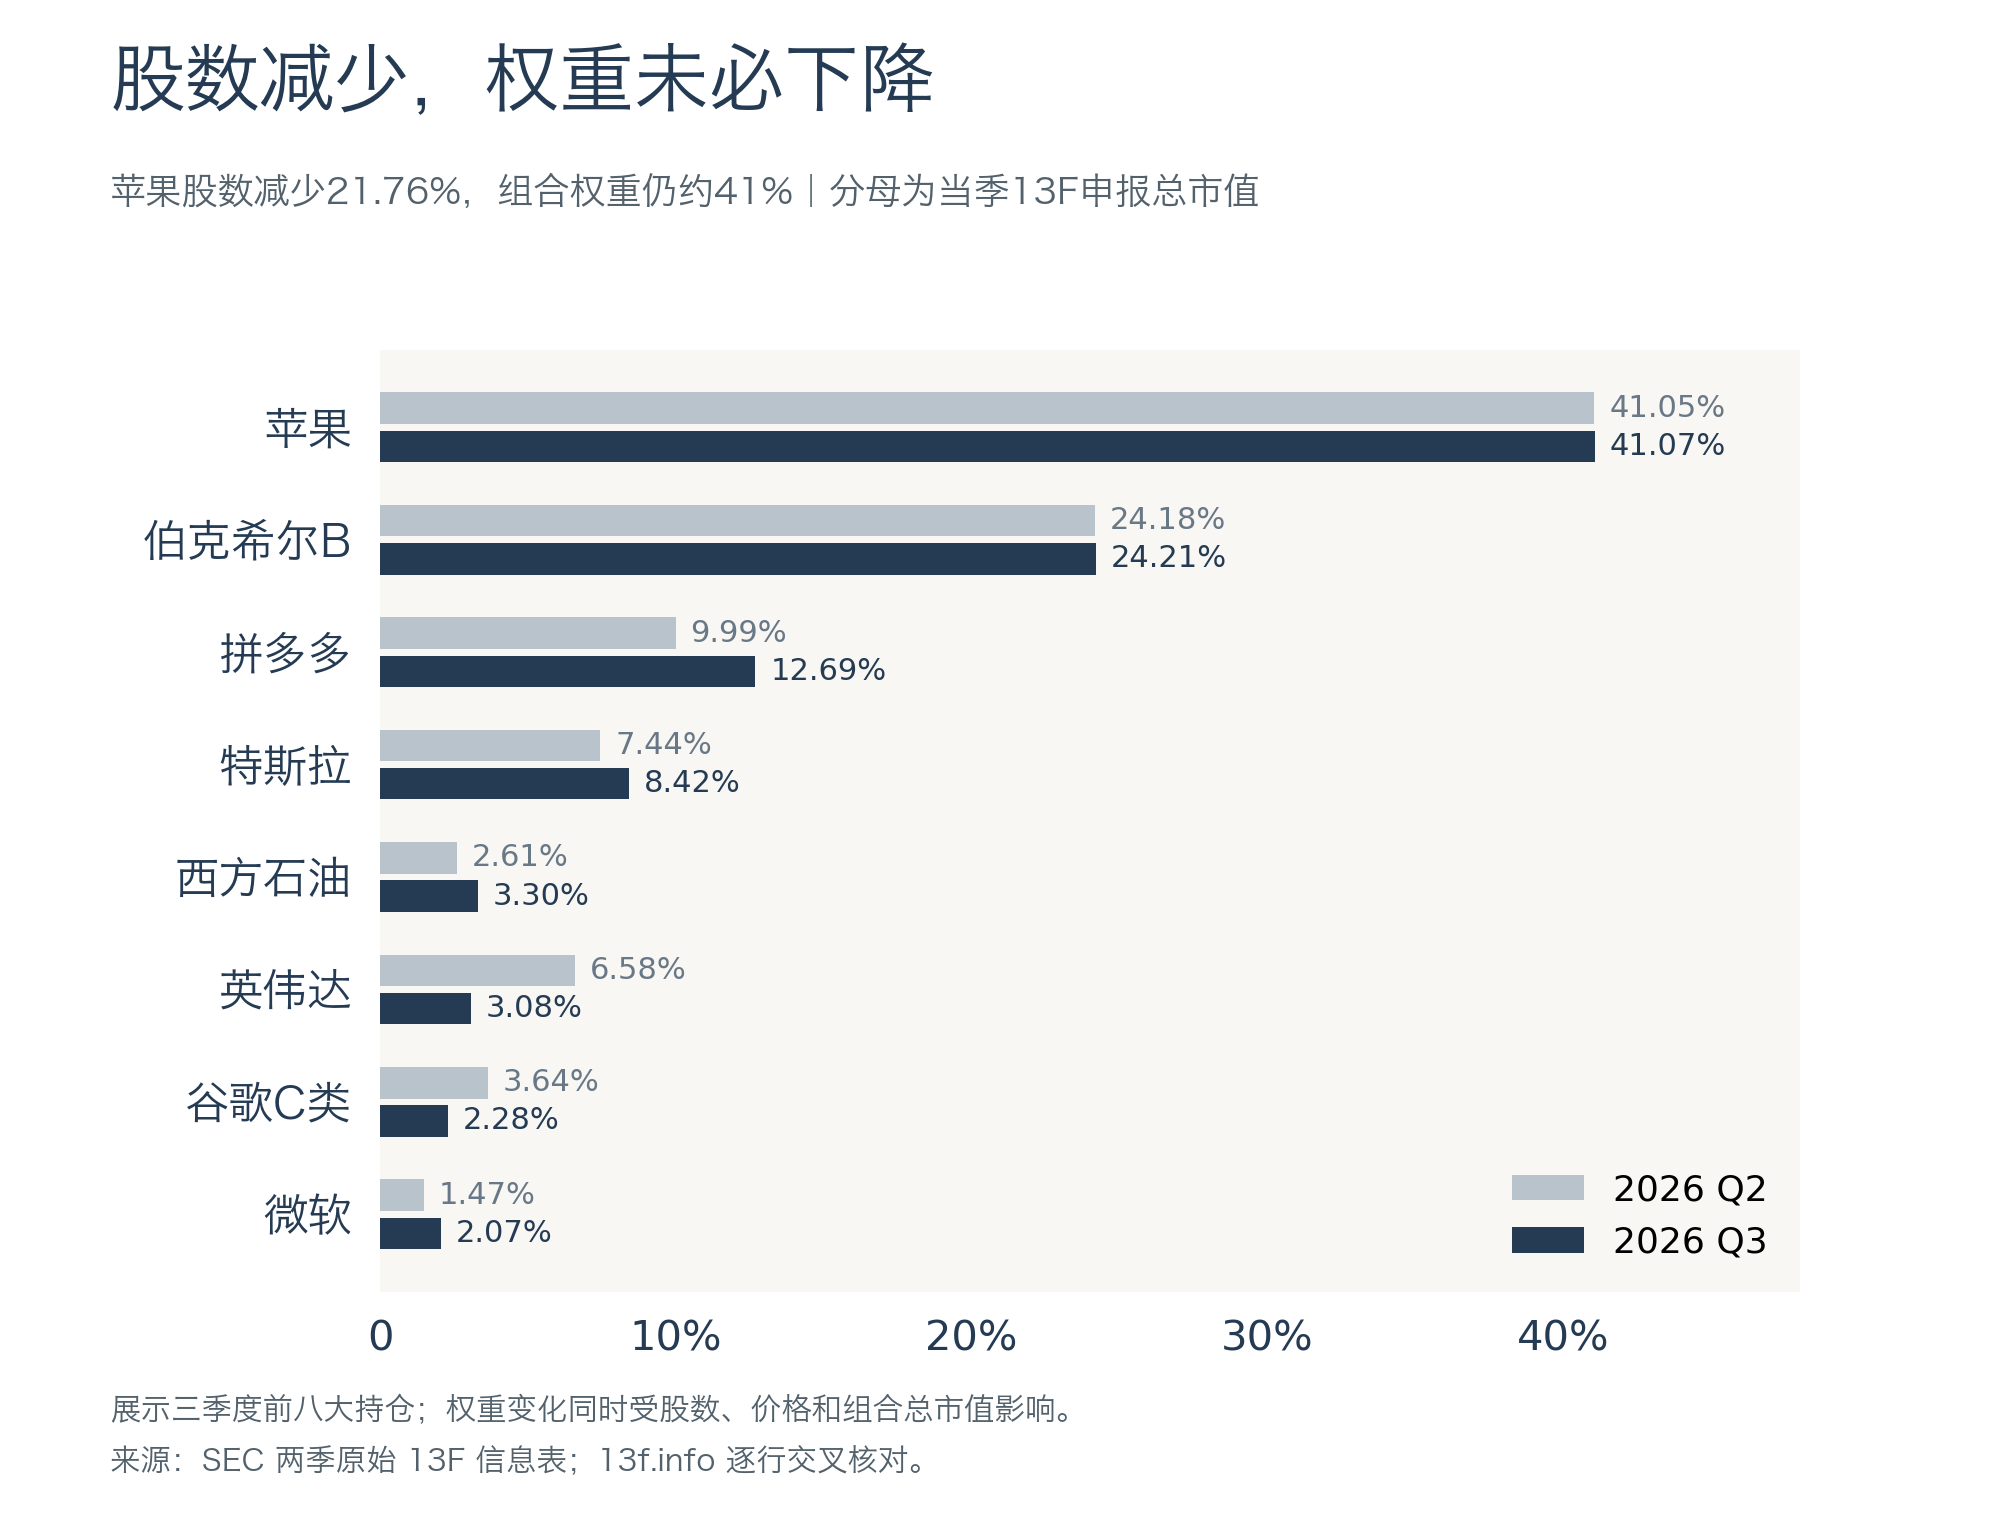 股数减少，权重未必下降
苹果股数减少21.76%，组合权重仍约41%｜分母为当季13F申报总市值
苹果
41.05%
41.07%
伯克希尔B
24.18%
24.21%
拼多多
9.99%
12.69%
特斯拉
7.44%
8.42%
西方石油
2.61%
3.30%
英伟达
6.58%
3.08%
谷歌C类
3.64%
2.28%
微软
1.47%
2.07%
2026 Q2
2026 Q3
0 10% 20% 30% 40%
展示三季度前八大持仓；权重变化同时受股数、价格和组合总市值影响。
来源：SEC 两季原始 13F 信息表；13f.info 逐行交叉核对。